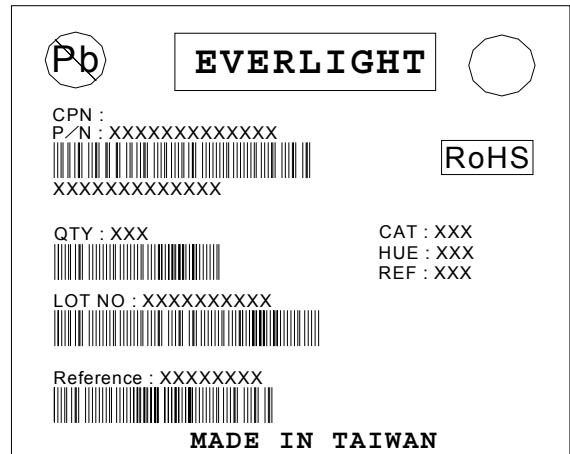 Pb
EVERLIGHT
CPN :
P/N : XXXXXXXXXXXXX
RoHS
XXXXXXXXXXXXX
QTY : XXX
CAT : XXX
HUE : XXX
REF : XXX
LOT NO : XXXXXXXXXX
Reference : XXXXXXXX
MADE IN TAIWAN